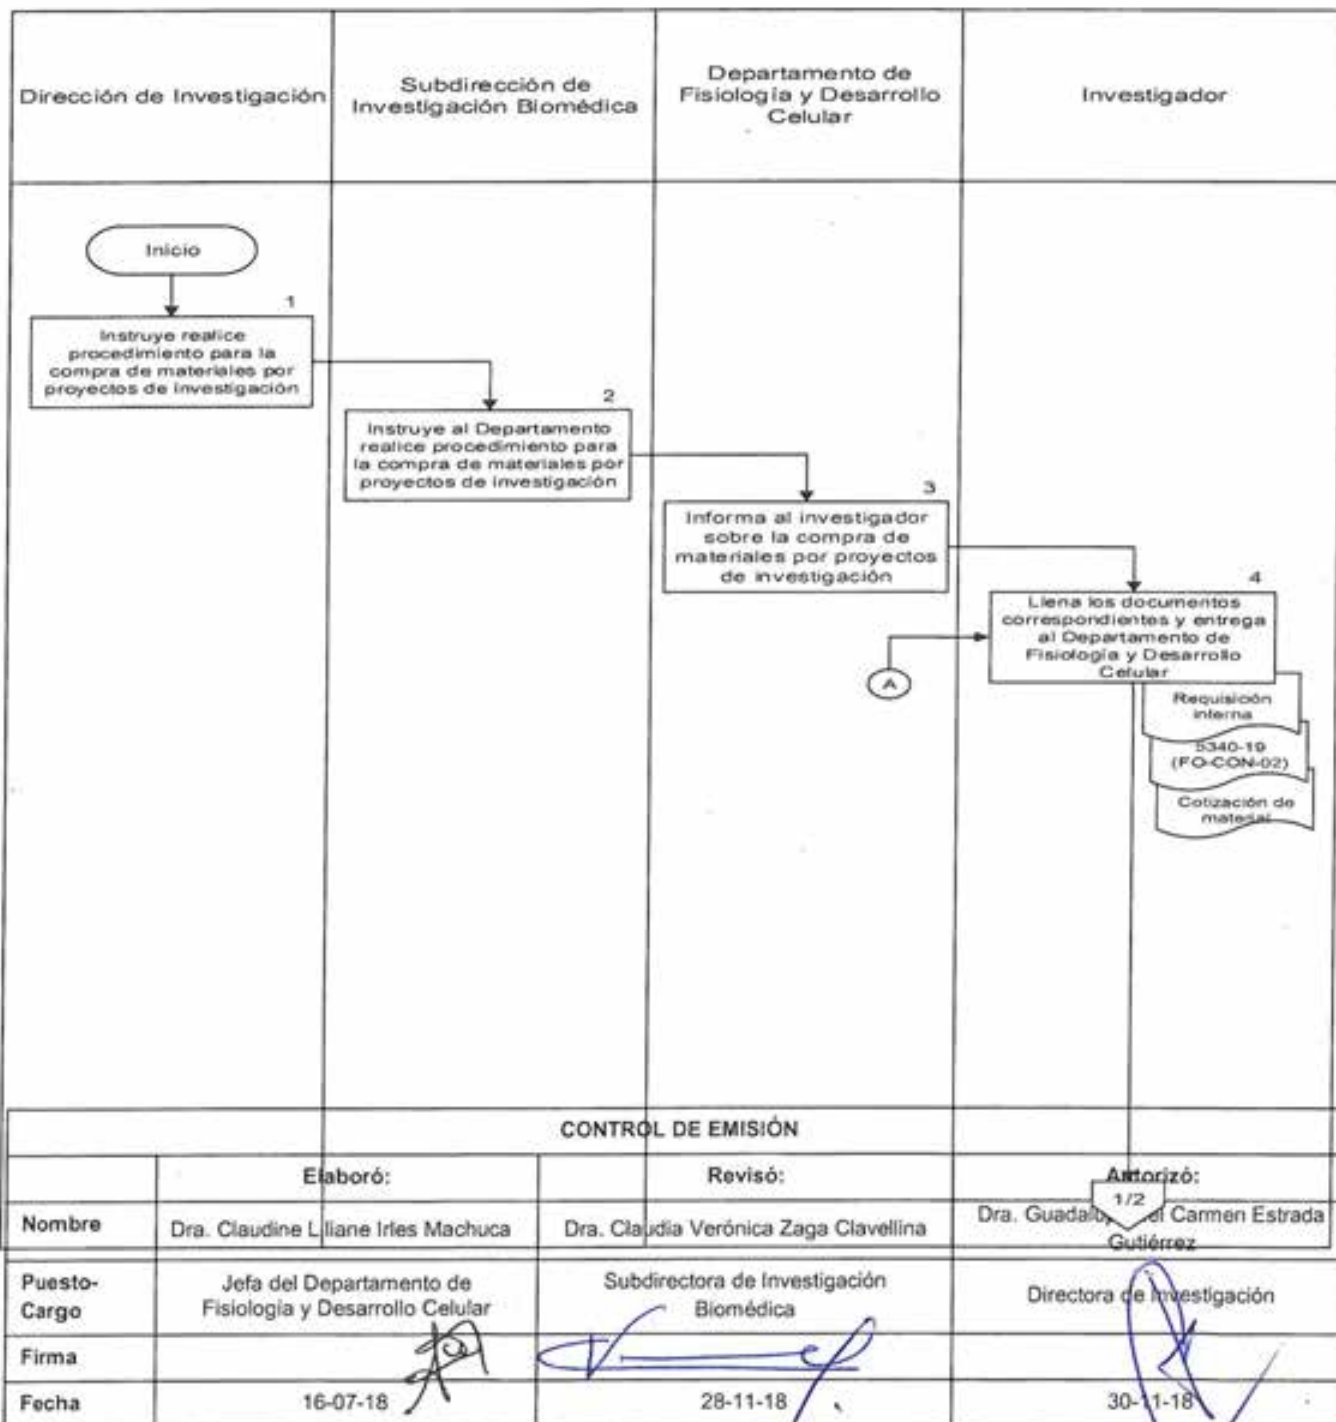 Dirección de Investigación
Subdirección de
Investigación Biomédica
Departamento de
Fisiología y Desarrollo
Celular
Investigador
Inicio
1
Instruye realice
procedimiento para la
compra de materiales por
proyectos de investigación
2
Instruye al Departamento
realice procedimiento para
la compra de materiales por
proyectos de investigación
3
Informa al investigador
sobre la compra de
materiales por proyectos
de investigación
4
Llena los documentos
correspondientes y entrega
al Departamento de
Fisiología y Desarrollo
Celular
A
Requisición
interna
5340-19
(FO-CON-02)
Cotización de
material
CONTROL DE EMISIÓN
Elaboró:
Revisó:
Autorizó:
1/2
Nombre
Dra. Claudine Liliane Irles Machuca
Dra. Claudia Verónica Zaga Clavellina
Dra. Carmen Estrada
Gutiérrez
Puesto-
Cargo
Jefa del Departamento de
Fisiología y Desarrollo Celular
Subdirectora de Investigación
Biomédica
Directora de Investigación
Firma
Fecha
16-07-18
28-11-18
30-11-18